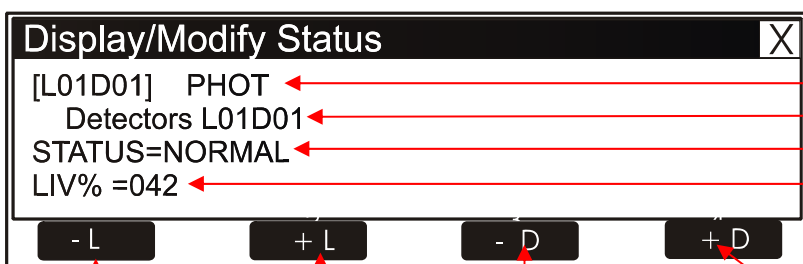 Display/Modify Status X
[L01D01] PHOT
Detectors L01D01
STATUS=NORMAL
LIV% =042
- L + L - D + D